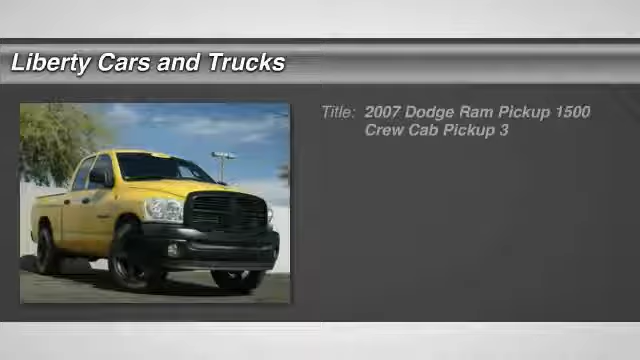 Liberty Cars and Trucks
Title: 2007 Dodge Ram Pickup 1500
Crew Cab Pickup 3